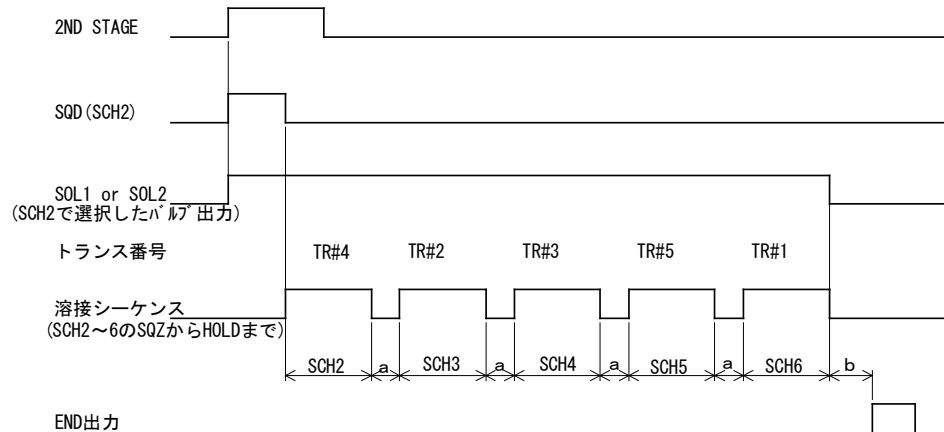 2ND STAGE
SQD(SCH2)
SOL1 or SOL2
(SCH2で選択したバルブ出力)
トランス番号 TR#4 TR#2 TR#3 TR#5 TR#1
溶接シーケンス
(SCH2～6のSQZからHOLDまで)
SCH2 a SCH3 a SCH4 a SCH5 a SCH6 b
END出力